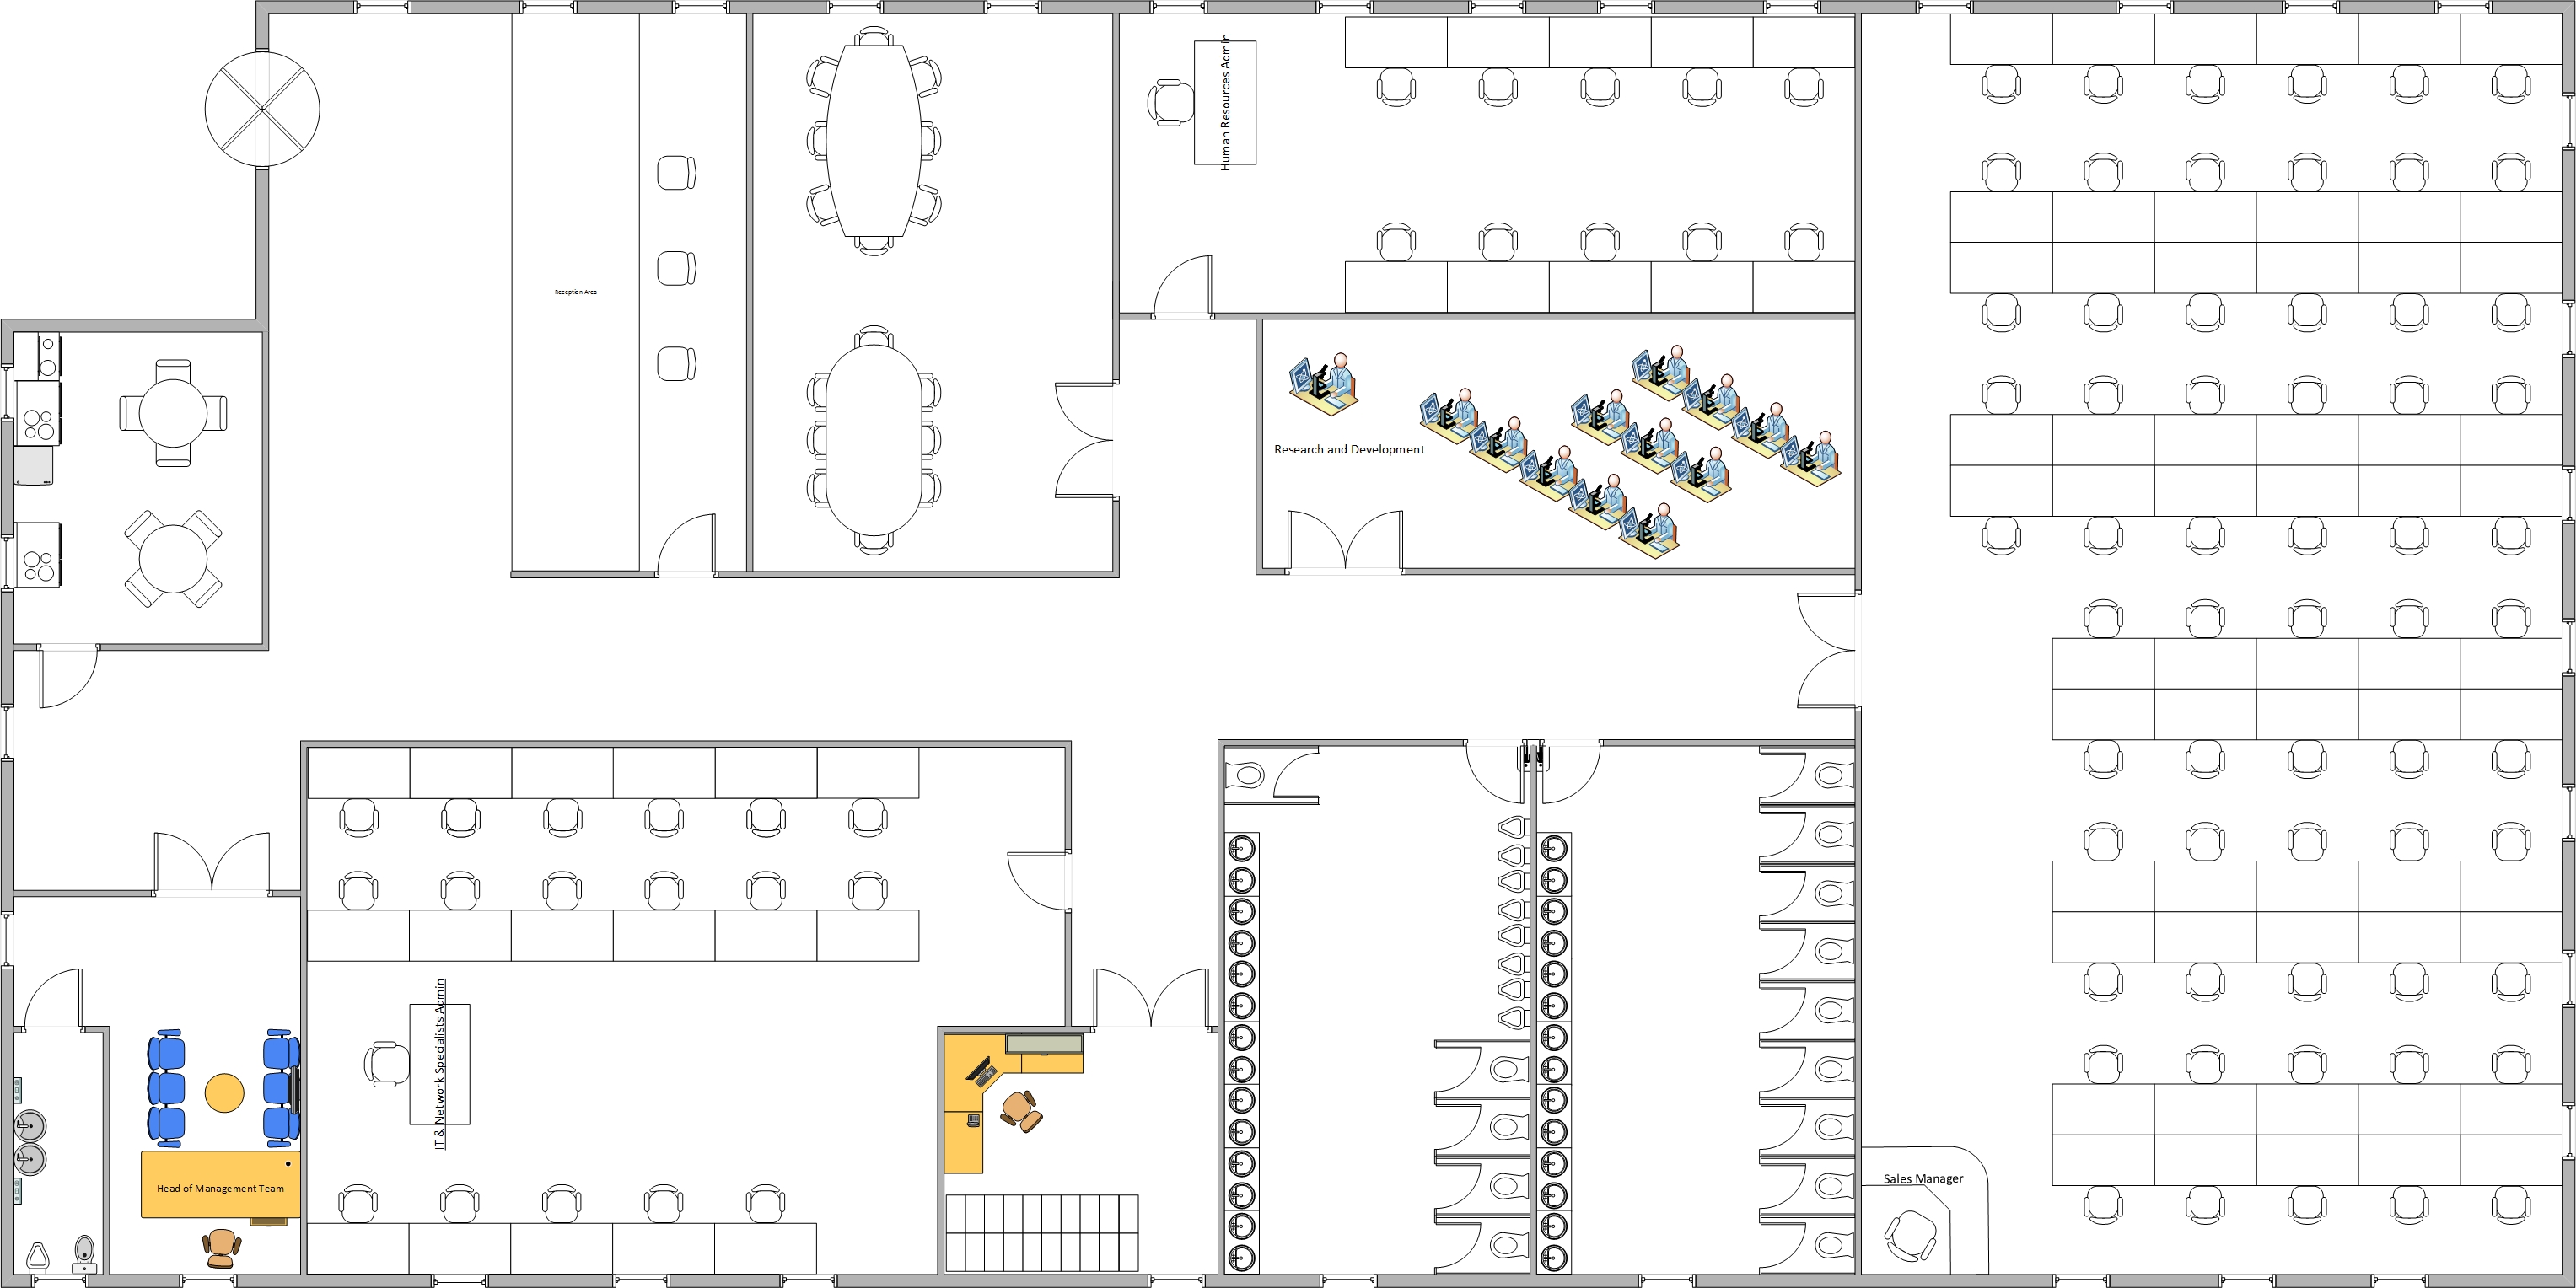 Human Resources Admin
Reception Area
Research and Development
IT & Network Specialists Admin
Head of Management Team
Sales Manager